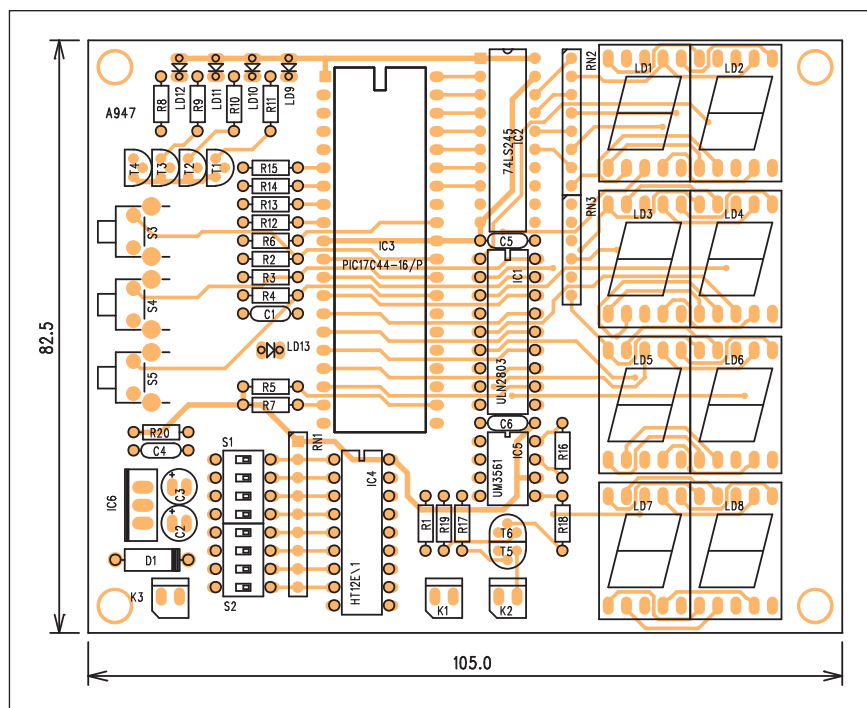 LD12
LD11
LD10
LD9
R8
R9
R10
R11
A947
T4
T3
T2
T1
R15
R14
R13
R12
R6
R2
R3
R4
C1
S3
S4
S5
LD13
R5
R7
IC3
PIC17C44-16/P
74LS245
IC2
RN2
RN3
C5
IC1
ULN2803
C6
IC5
UM3561
LD1
LD2
LD3
LD4
LD5
LD6
LD7
LD8
R20
C4
IC6
C3
+
C2
+
D1
K3
S1
S2
RN1
IC4
HT12E\1
R1
R19
R17
T6
T5
R16
R18
K1
K2
82.5
105.0